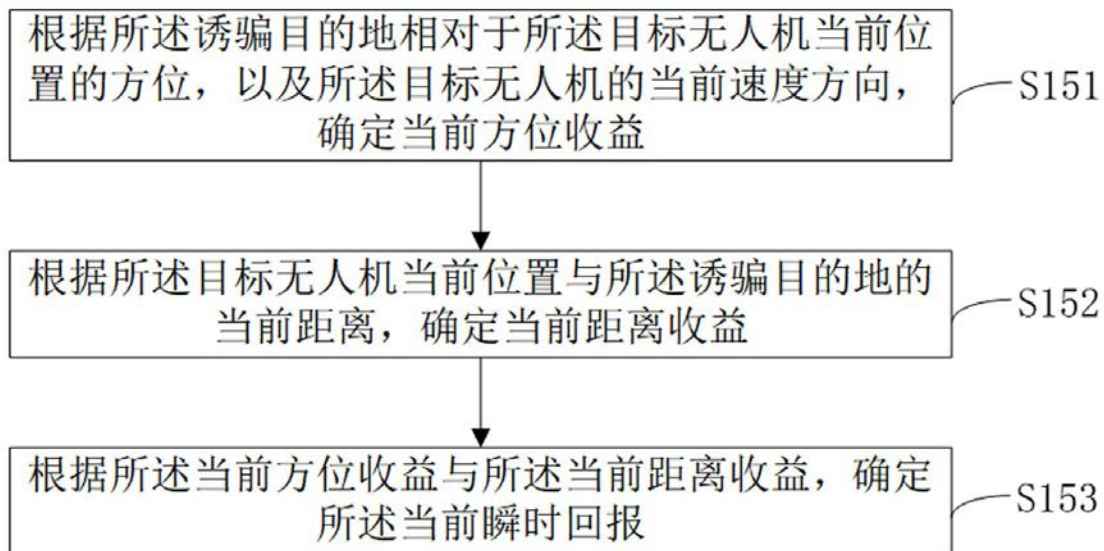 根据所述诱骗目的地相对于所述目标无人机当前位
置的方位，以及所述目标无人机的当前速度方向，
确定当前方位收益
S151
根据所述目标无人机当前位置与所述诱骗目的地的
当前距离，确定当前距离收益
S152
根据所述当前方位收益与所述当前距离收益，确定
所述当前瞬时回报
S153